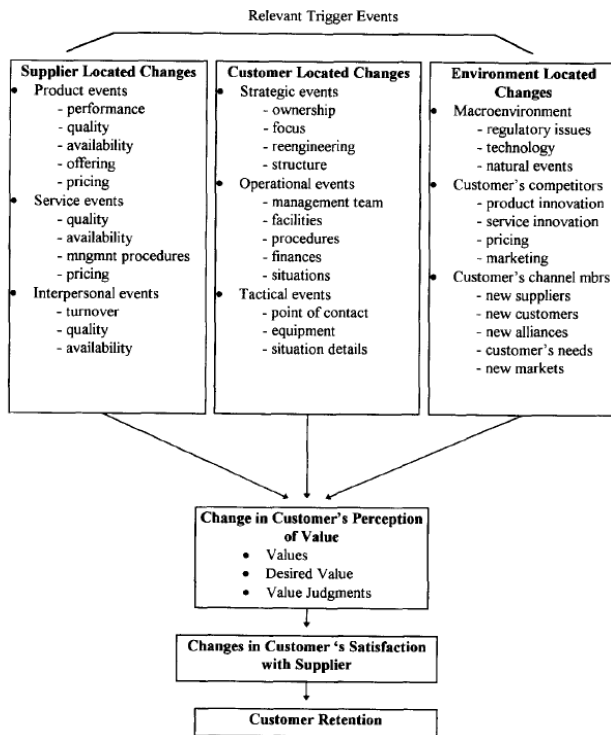 Relevant Trigger Events
Supplier Located Changes
• Product events
- performance
- quality
- availability
- offering
- pricing
• Service events
- quality
- availability
- mngmnt procedures
- pricing
• Interpersonal events
- turnover
- quality
- availability
Customer Located Changes
• Strategic events
- ownership
- focus
- reengineering
- structure
• Operational events
- management team
- facilities
- procedures
- finances
- situations
• Tactical events
- point of contact
- equipment
- situation details
Environment Located
Changes
• Macroenvironment
- regulatory issues
- technology
- natural events
• Customer's competitors
- product innovation
- service innovation
- pricing
- marketing
• Customer's channel mbrs
- new suppliers
- new customers
- new alliances
- customer's needs
- new markets
Change in Customer's Perception
of Value
• Values
• Desired Value
• Value Judgments
Changes in Customer 's Satisfaction
with Supplier
Customer Retention